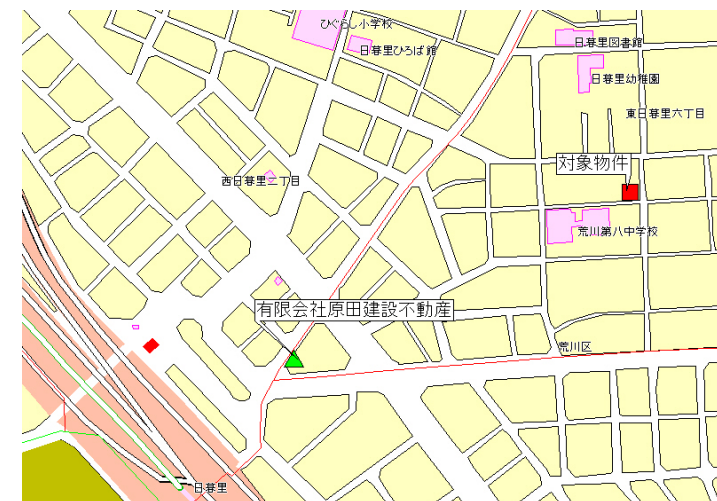 ひぐらし小学校
日暮里図書館
日暮里ひろば館
日暮里幼稚園
東日暮里六丁目
対象物件
西日暮里二丁目
荒川第八中学校
有限会社原田建設不動産
荒川区
日暮里